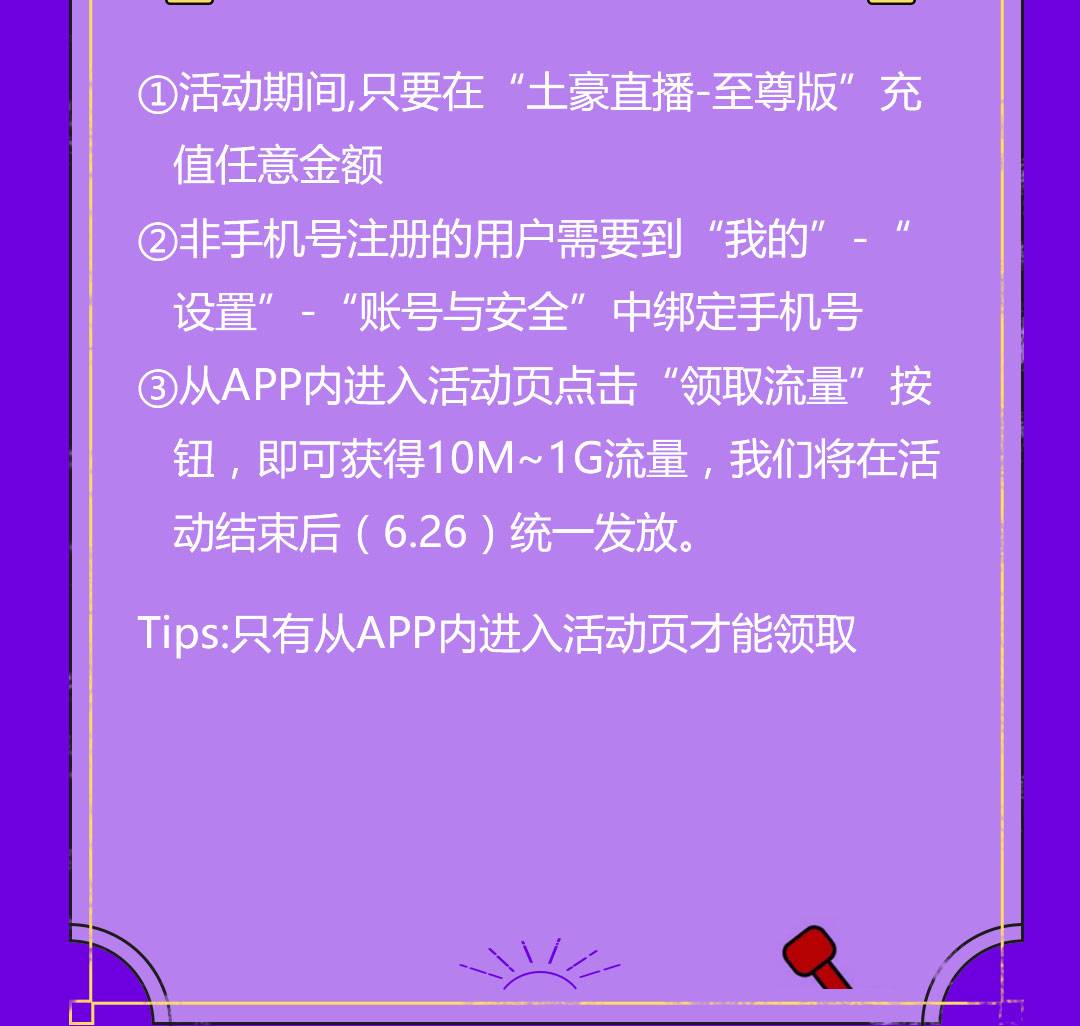 ①活动期间,只要在“土豪直播-至尊版”充
值任意金额
②非手机号注册的用户需要到“我的”-“
设置”-“账号与安全”中绑定手机号
③从APP内进入活动页点击“领取流量”按
钮，即可获得10M~1G流量，我们将在活
动结束后（6.26）统一发放。
Tips:只有从APP内进入活动页才能领取